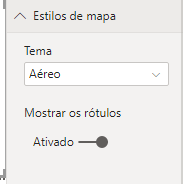 Estilos de mapa
Tema
Aéreo
Mostrar os rótulos
Ativado